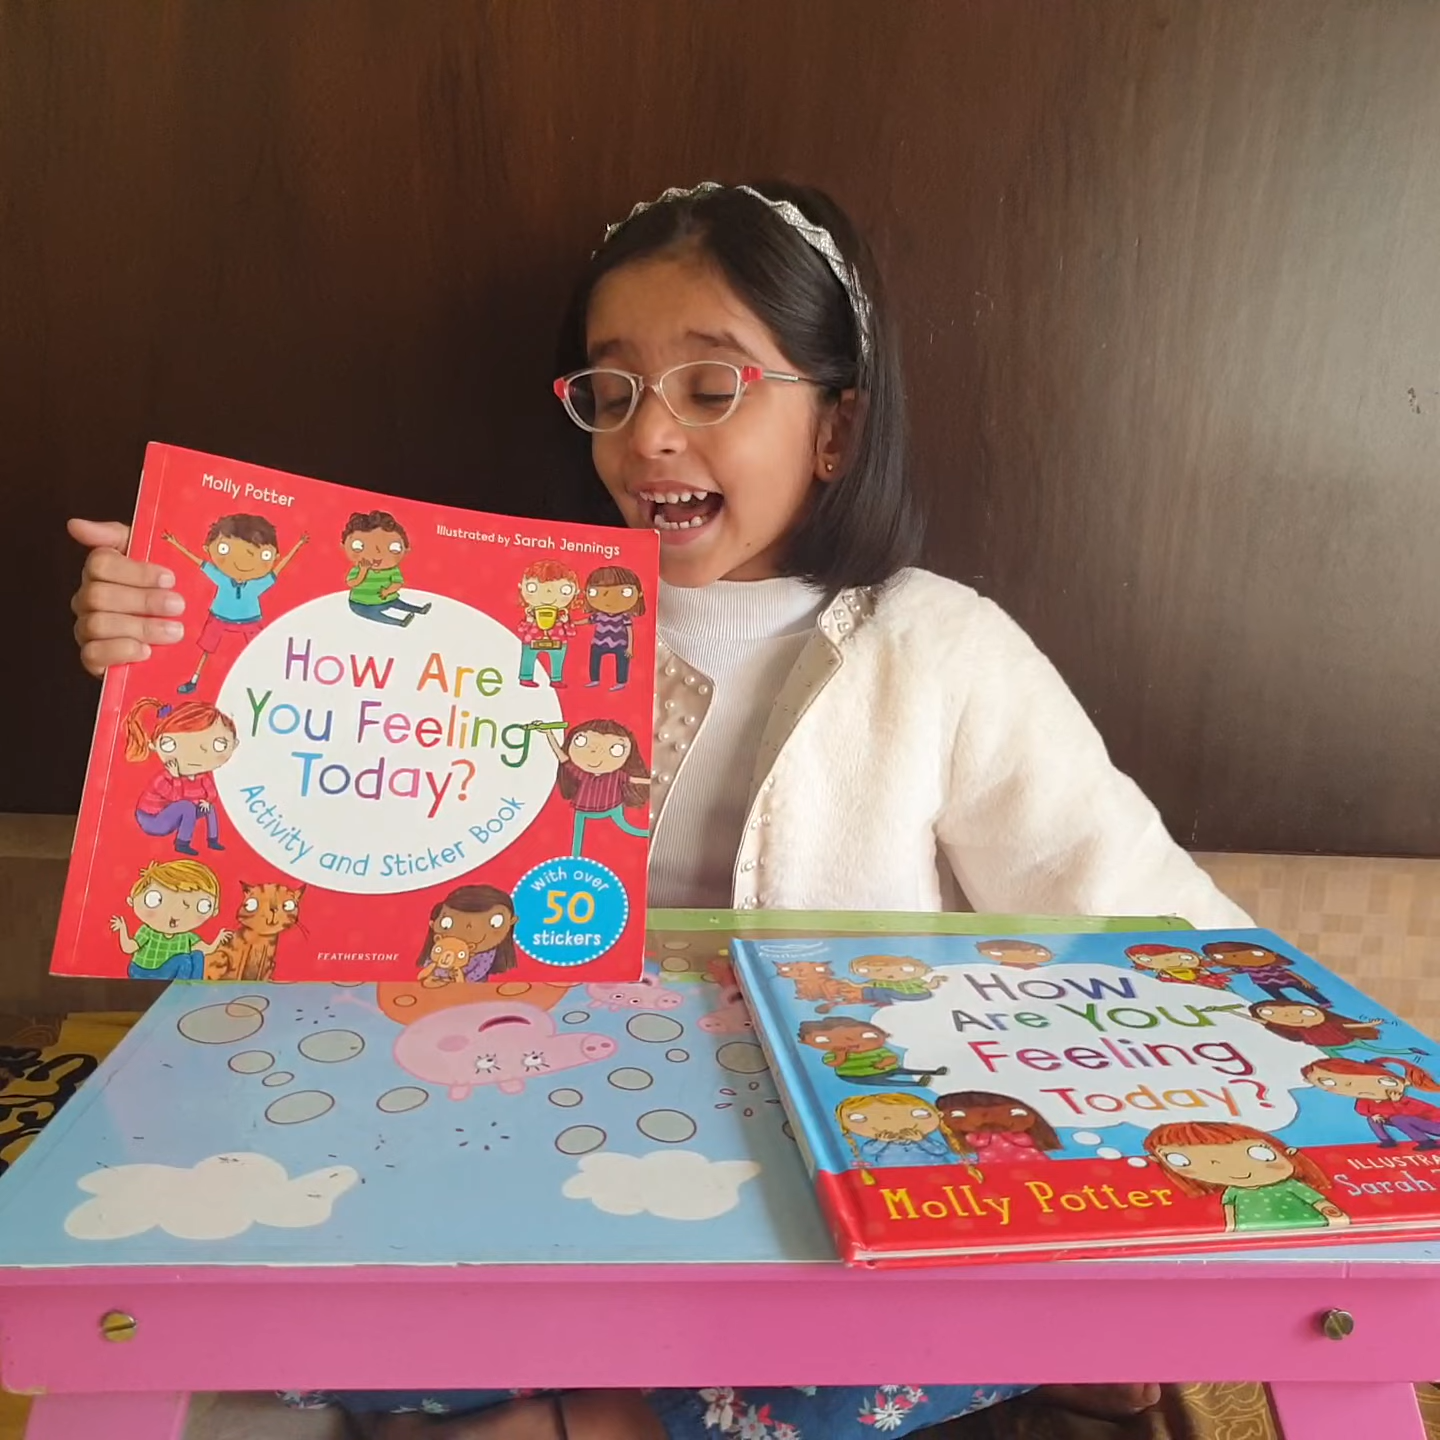 Molly Potter
Illustrated by Sarah Jennings
How Are
You Feeling
Today?
Activity and Sticker Book
With over
50
stickers
FEATHERSTONE
How
Are You
Feeling
Today?
Molly Potter
Sarah